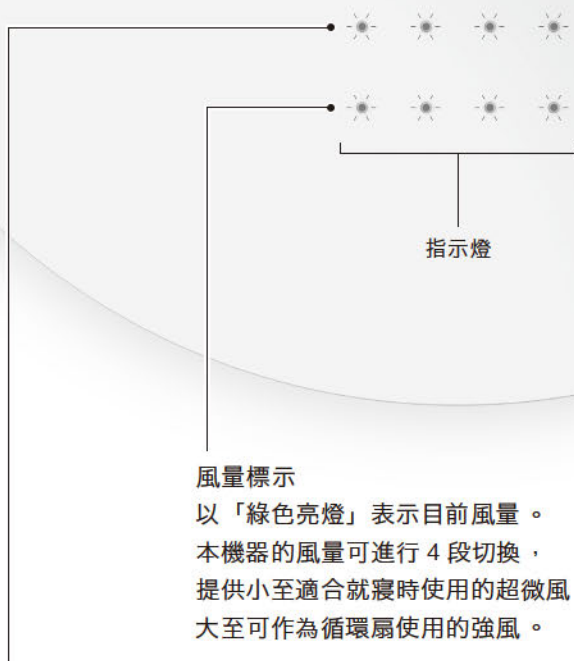 指示燈
風量標示
以「綠色亮燈」表示目前風量。
本機器的風量可進行 4 段切換，
提供小至適合就寢時使用的超微風
大至可作為循環扇使用的強風。